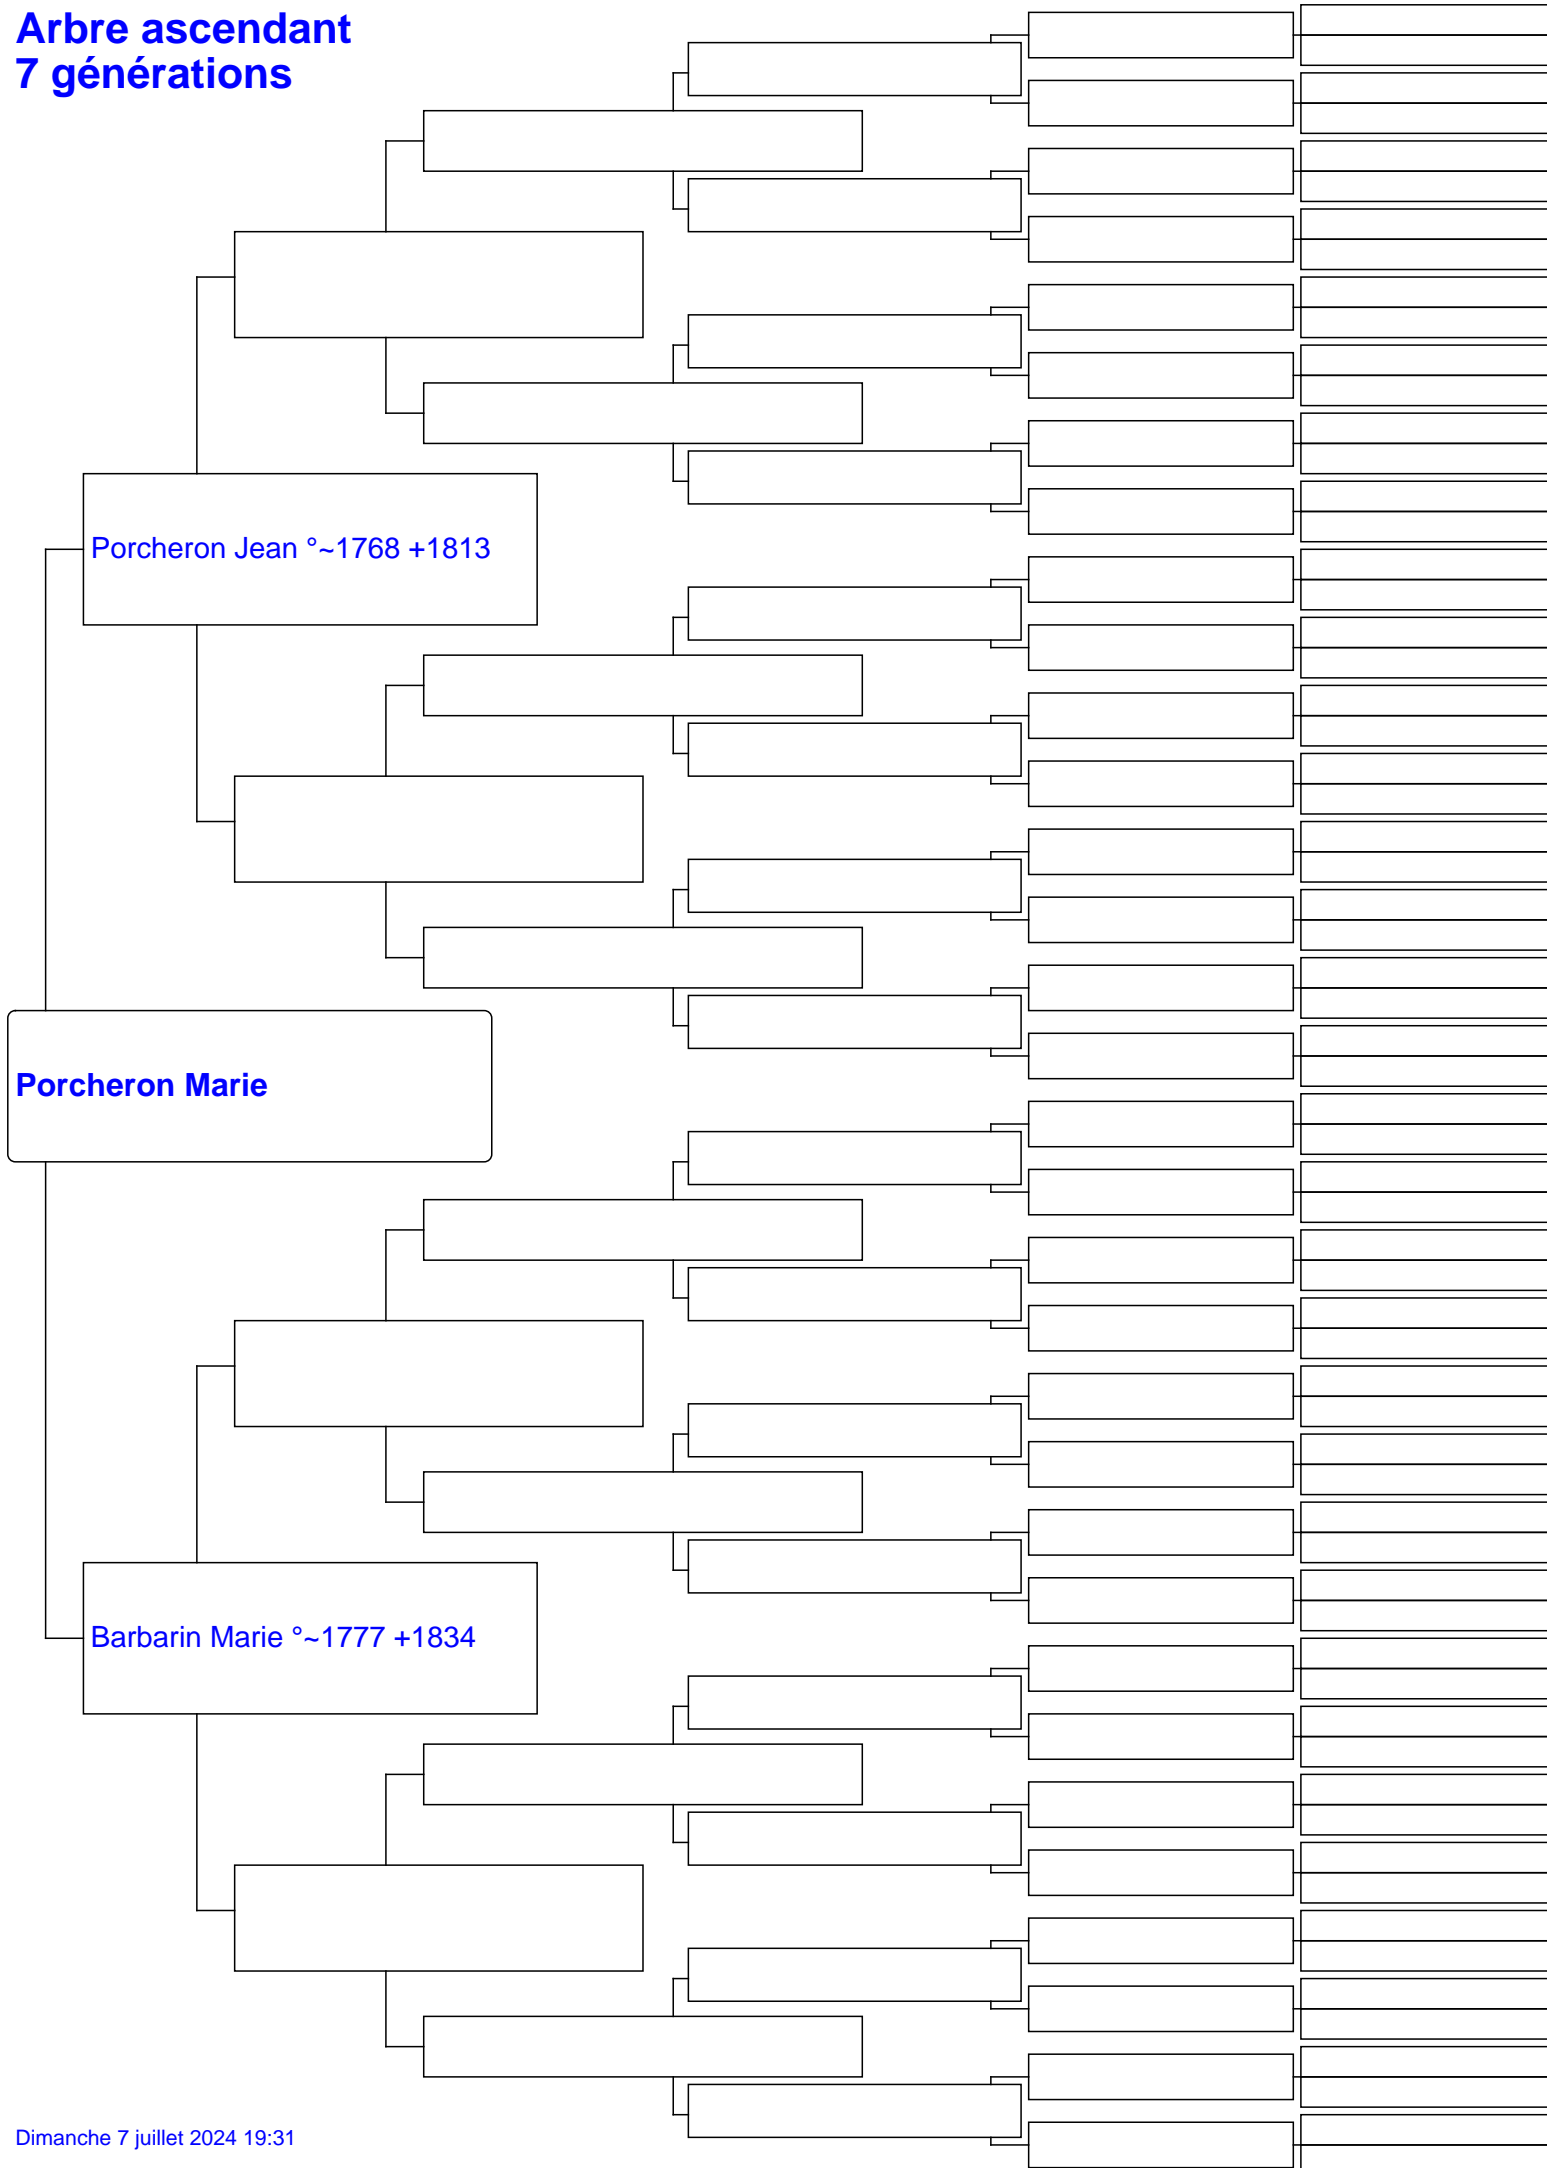 Arbre ascendant
7 générations
Porcheron Jean °~1768 +1813
Porcheron Marie
Barbarin Marie °~1777 +1834
Dimanche 7 juillet 2024 19:31